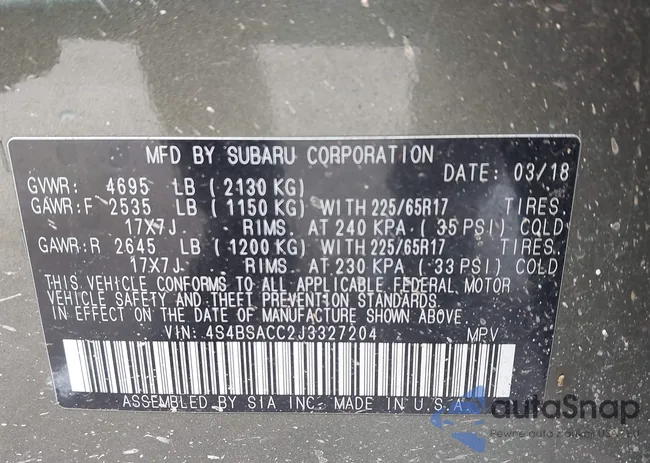 MFD BY SUBARU CORPORATION
DATE: 03/18
GVWR: 4695 LB (2130 KG)
GAWR:F 2535 LB (1150 KG) WITH 225/65R17 TIRES
17X7J RIMS AT 240 KPA (35 PSI) COLD
GAWR:R 2645 LB (1200 KG) WITH 225/65R17 TIRES
17X7J RIMS AT 230 KPA (33 PSI) COLD
THIS VEHICLE CONFORMS TO ALL APPLICABLE FEDERAL MOTOR
VEHICLE SAFETY AND THEFT PREVENTION STANDARDS
IN EFFECT ON THE DATE OF MANUFACTURE SHOWN ABOVE.
VIN: 4S4BSACC2J3327204 MPV
ASSEMBLED BY SIA INC. MADE IN U.S.A.
autoSnap
Pewne auta z